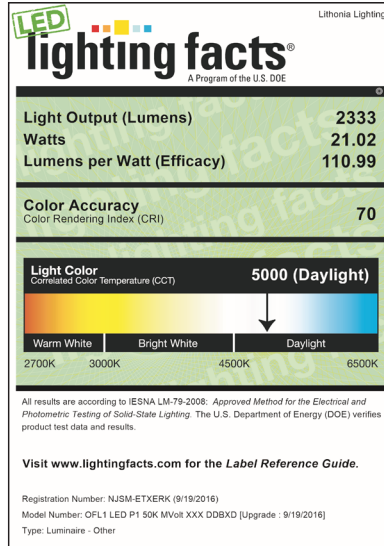 LED
Lithonia Lighting
lighting facts®
A Program of the U.S. DOE
Light Output (Lumens) 2333
Watts 21.02
Lumens per Watt (Efficacy) 110.99
Color Accuracy
Color Rendering Index (CRI) 70
Light Color
Correlated Color Temperature (CCT) 5000 (Daylight)
Warm White Bright White Daylight
2700K 3000K 4500K 6500K
All results are according to IESNA LM-79-2008: Approved Method for the Electrical and
Photometric Testing of Solid-State Lighting. The U.S. Department of Energy (DOE) verifies
product test data and results.
Visit www.lightingfacts.com for the Label Reference Guide.
Registration Number: NJSM-ETXERK (9/19/2016)
Model Number: OFL1 LED P1 50K MVolt XXX DDBXD [Upgrade : 9/19/2016]
Type: Luminaire - Other